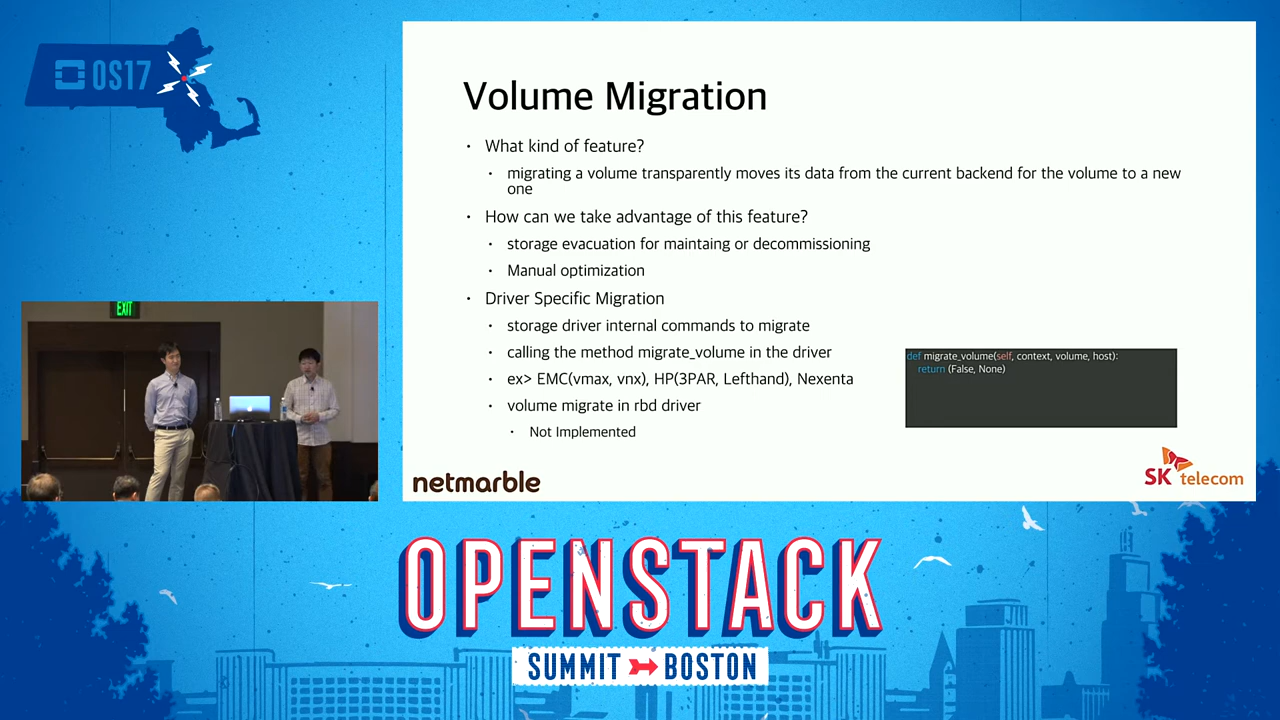 OS17
EXIT
Volume Migration
• What kind of feature?
• migrating a volume transparently moves its data from the current backend for the volume to a new
one
• How can we take advantage of this feature?
• storage evacuation for maintaing or decommissioning
• Manual optimization
• Driver Specific Migration
• storage driver internal commands to migrate
• calling the method migrate_volume in the driver
• ex> EMC(vmax, vnx), HP(3PAR, Lefthand), Nexenta
• volume migrate in rbd driver
• Not Implemented
def migrate_volume(self, context, volume, host):
return (False, None)
netmarble
SK telecom
OPENSTACK
SUMMIT BOSTON